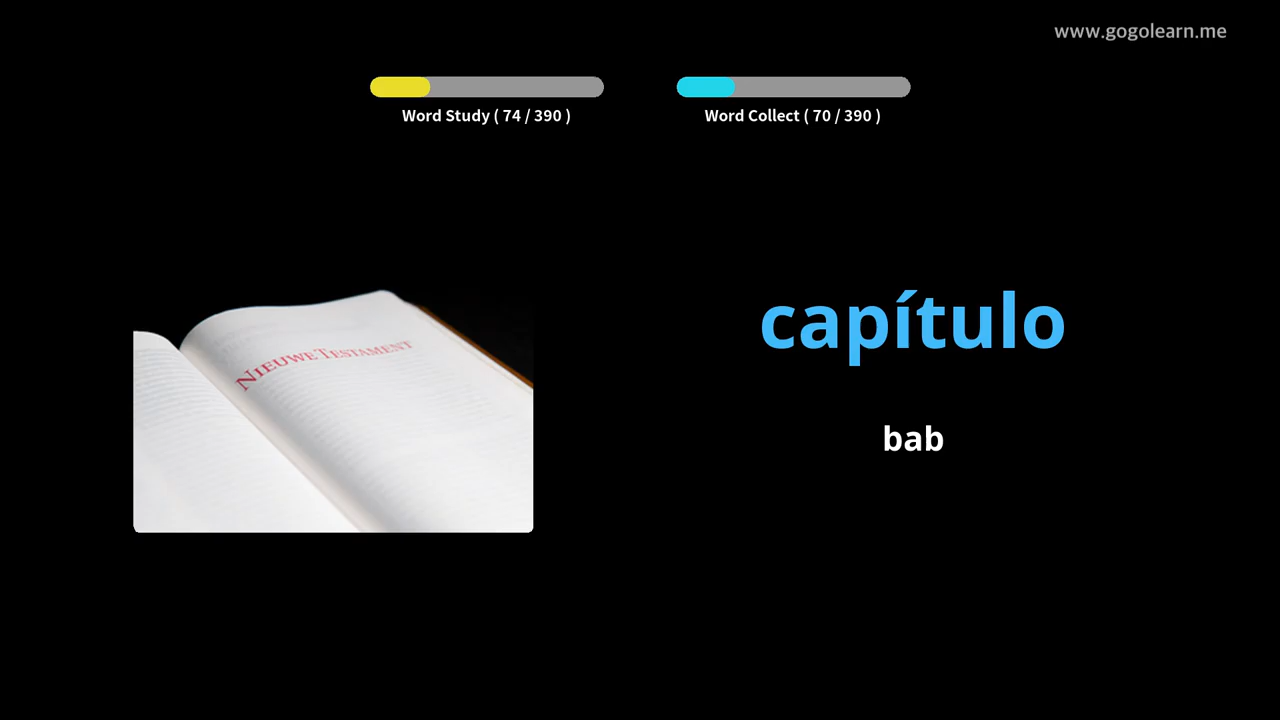 www.gogolearn.me
Word Study ( 74 / 390 )
Word Collect ( 70 / 390 )
NIEUWE TESTAMENT
capítulo
bab